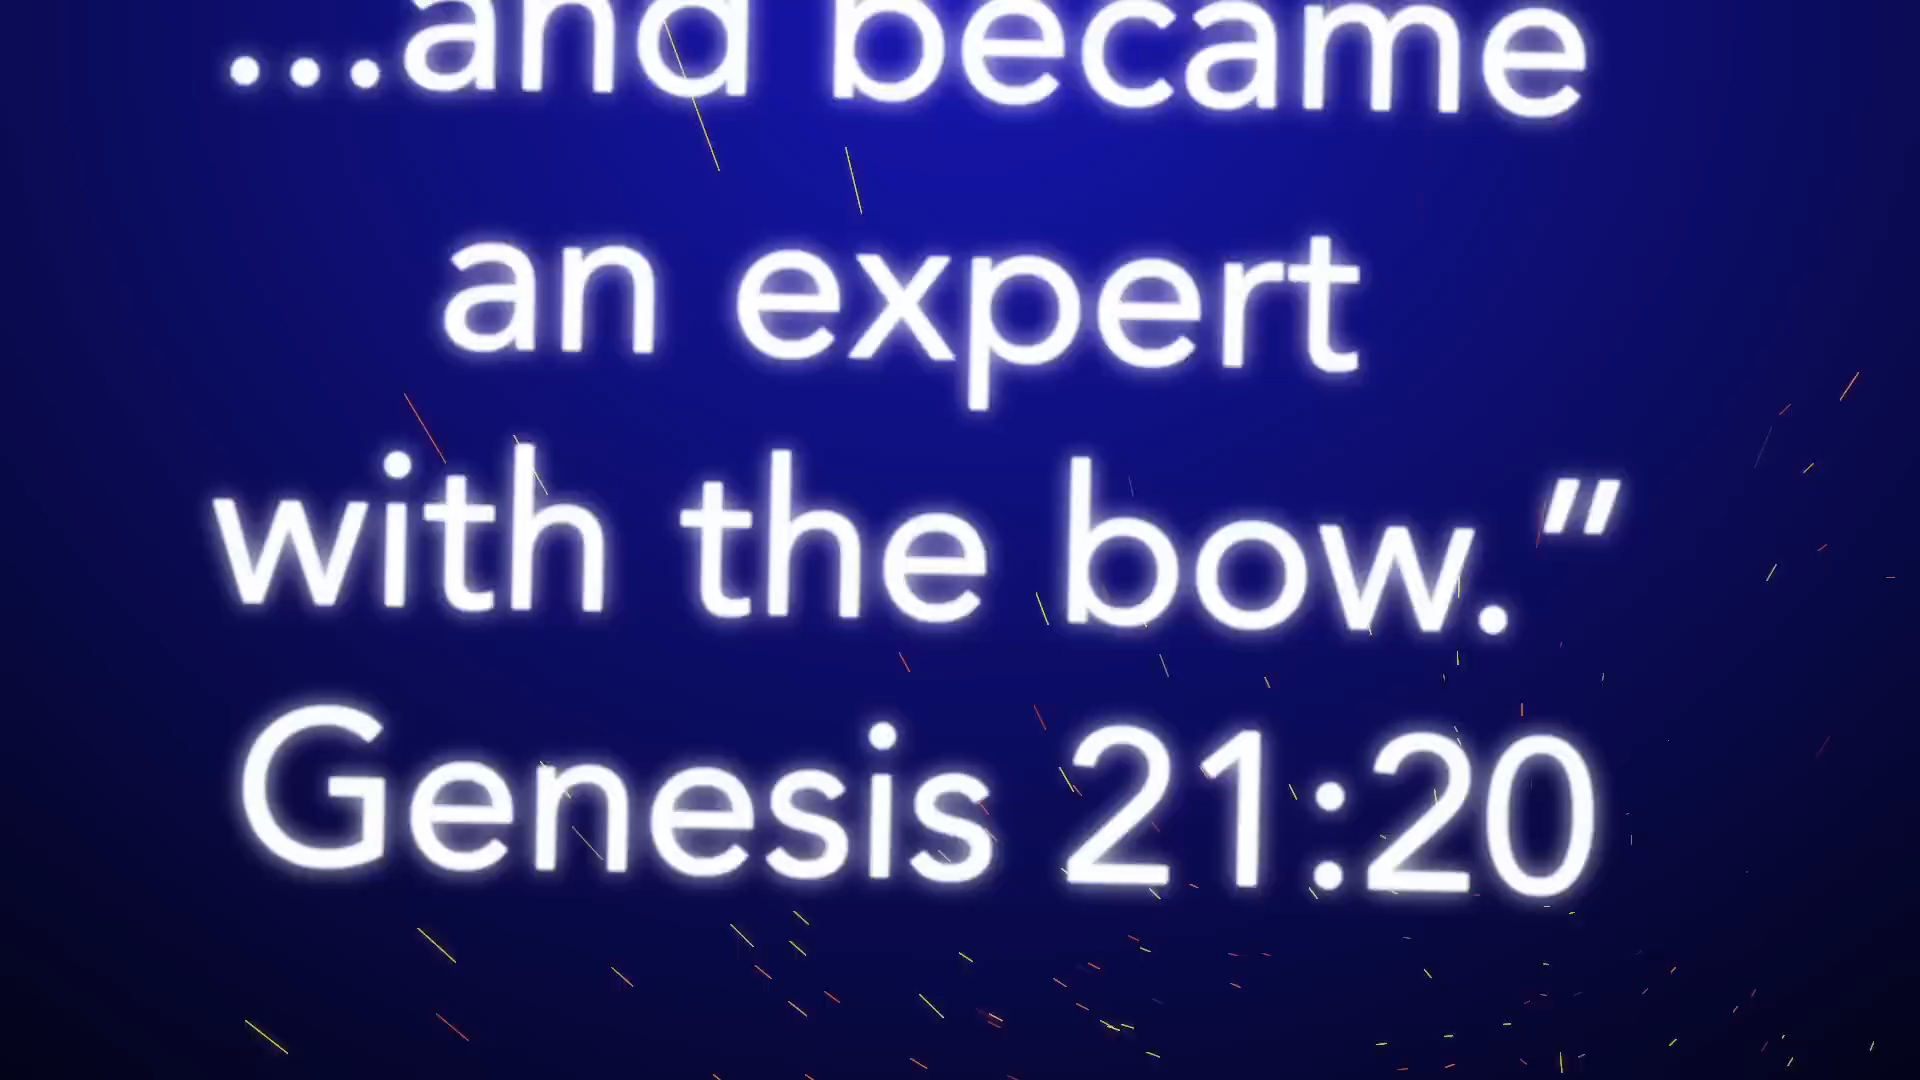 ...and became
an expert
with the bow.”
Genesis 21:20